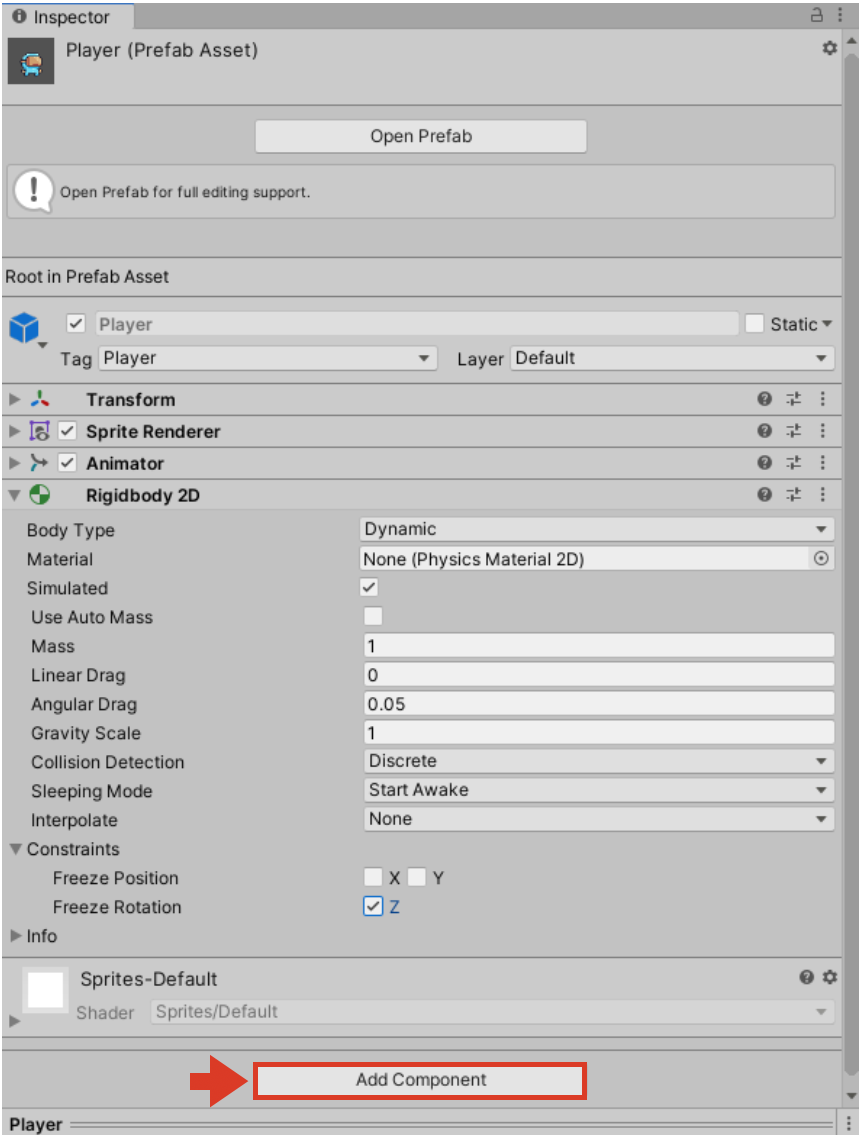 Inspector
Player (Prefab Asset)
Open Prefab
Open Prefab for full editing support.
Root in Prefab Asset
Player Static
Tag Player Layer Default
Transform
Sprite Renderer
Animator
Rigidbody 2D
Body Type Dynamic
Material None (Physics Material 2D)
Simulated
Use Auto Mass
Mass 1
Linear Drag 0
Angular Drag 0.05
Gravity Scale 1
Collision Detection Discrete
Sleeping Mode Start Awake
Interpolate None
Constraints
Freeze Position X Y
Freeze Rotation Z
Info
Sprites-Default
Shader Sprites/Default
Add Component
Player